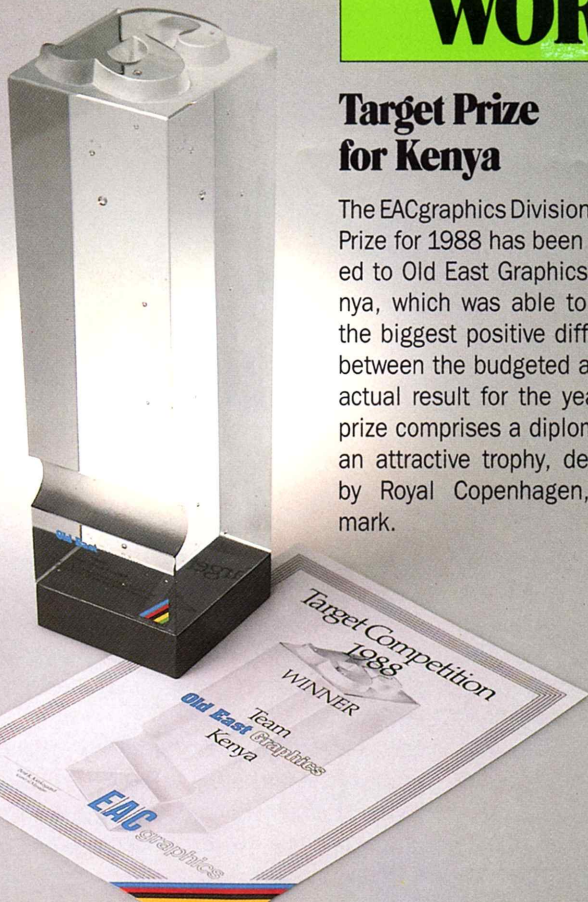 WOR
Target Prize
for Kenya
The EACgraphics Division
Prize for 1988 has been
ed to Old East Graphics
nya, which was able to
the biggest positive diff
between the budgeted a
actual result for the yea
prize comprises a diplom
an attractive trophy, de
by Royal Copenhagen,
mark.
Old East
Target Competition
1988
WINNER
Team
Old East Graphics
Kenya
EAC
graphics